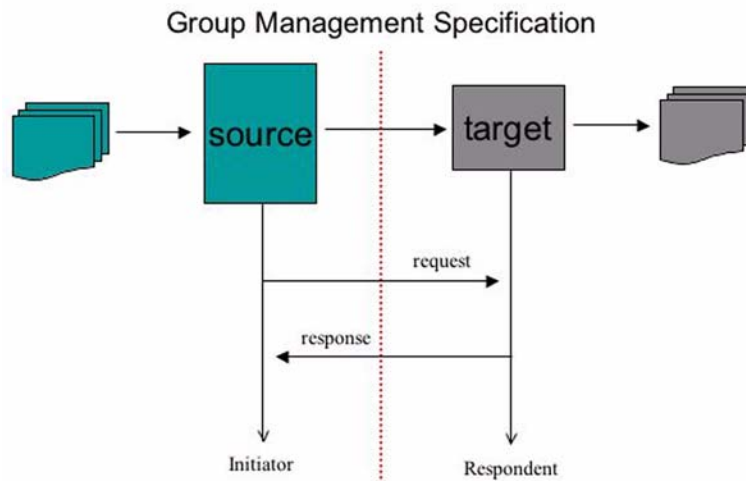 Group Management Specification
source
target
request
response
Initiator
Respondent